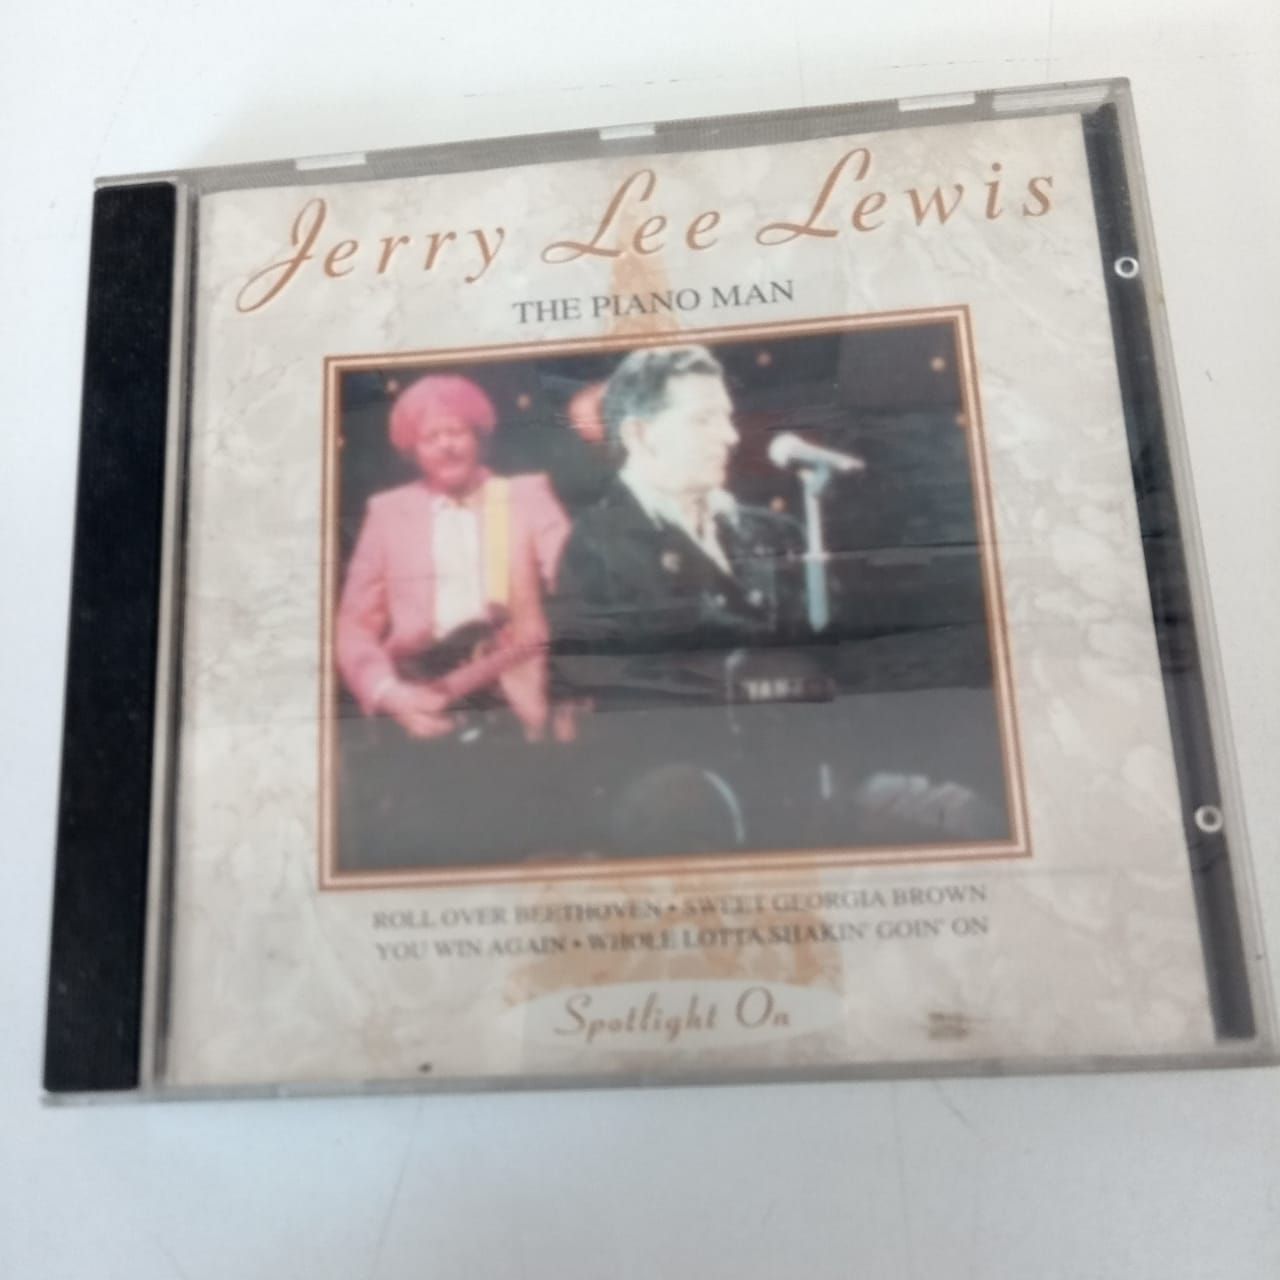 Jerry Lee Lewis
THE PIANO MAN
ROLL OVER BEETHOVEN • SWEET GEORGIA BROWN
YOU WIN AGAIN • WHOLE LOTTA SHAKIN' GOIN' ON
Spotlight On